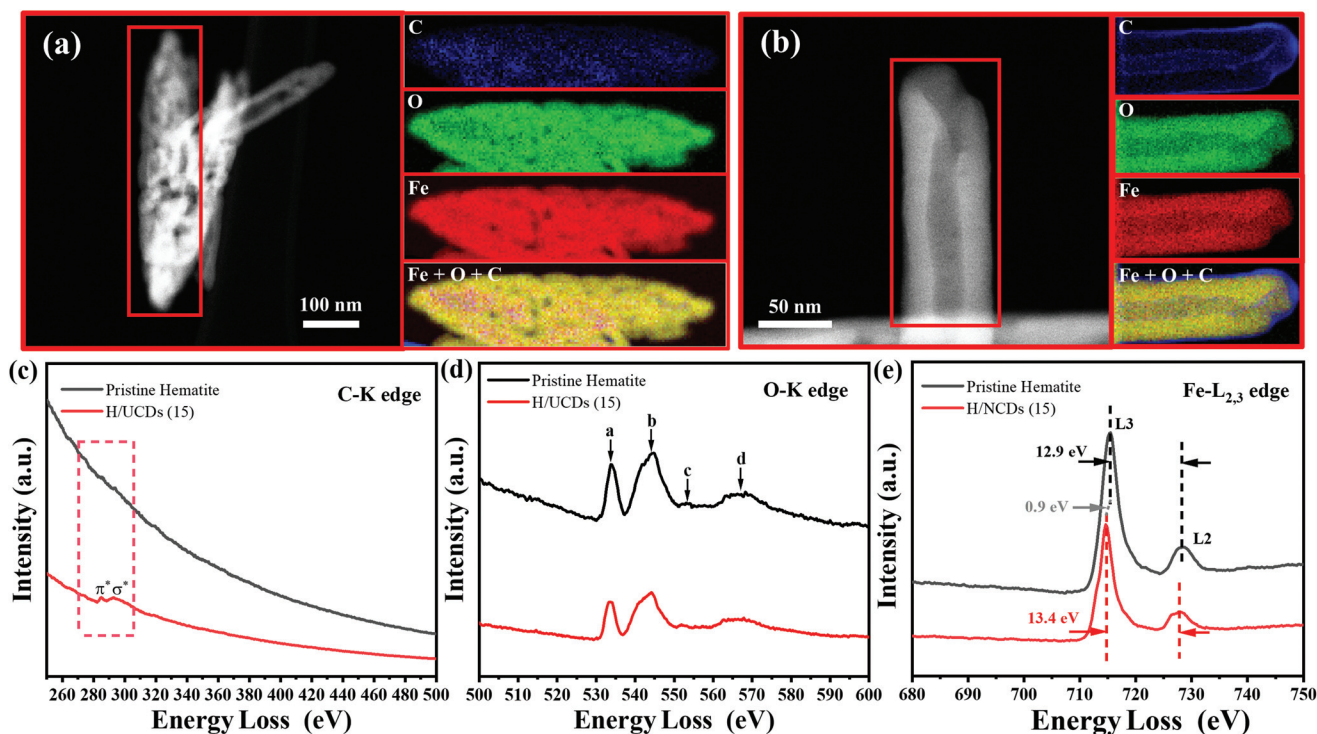 (a)
100 nm
C
O
Fe
Fe + O + C
(b)
50 nm
C
O
Fe
Fe + O + C
(c)
Pristine Hematite
H/UCDs (15)
C-K edge
π* σ*
Intensity (a.u.)
260 280 300 320 340 360 380 400 420 440 460 480 500
Energy Loss (eV)
(d)
Pristine Hematite
H/UCDs (15)
O-K edge
a
b
c
d
Intensity (a.u.)
500 510 520 530 540 550 560 570 580 590 600
Energy Loss (eV)
(e)
Pristine Hematite
H/NCDs (15)
Fe-L2,3 edge
L3
12.9 eV
0.9 eV
L2
13.4 eV
Intensity (a.u.)
680 690 700 710 720 730 740 750
Energy Loss (eV)